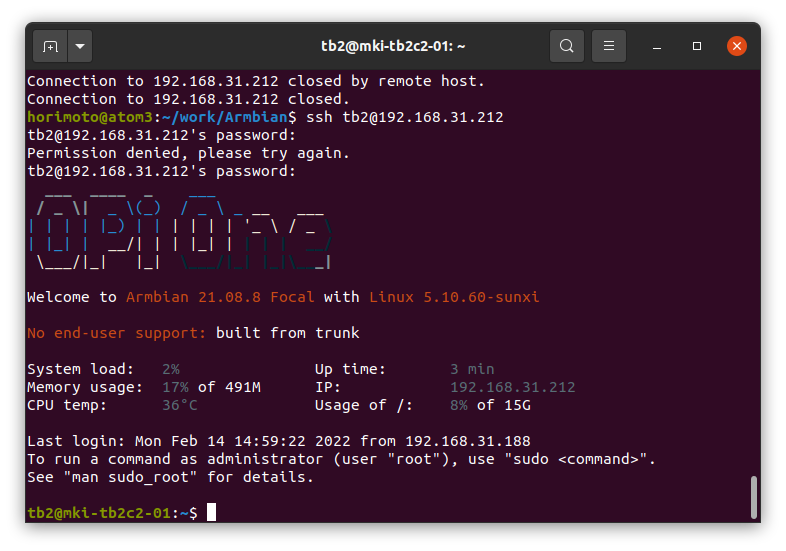 tb2@mki-tb2c2-01: ~
Connection to 192.168.31.212 closed by remote host.
Connection to 192.168.31.212 closed.
horimoto@atom3:~/work/Armbian$ ssh tb2@192.168.31.212
tb2@192.168.31.212's password:
Permission denied, please try again.
tb2@192.168.31.212's password:
OPi One
Welcome to Armbian 21.08.8 Focal with Linux 5.10.60-sunxi
No end-user support: built from trunk
System load: 2% Up time: 3 min
Memory usage: 17% of 491M IP: 192.168.31.212
CPU temp: 36°C Usage of /: 8% of 15G
Last login: Mon Feb 14 14:59:22 2022 from 192.168.31.188
To run a command as administrator (user "root"), use "sudo <command>".
See "man sudo_root" for details.
tb2@mki-tb2c2-01:~$